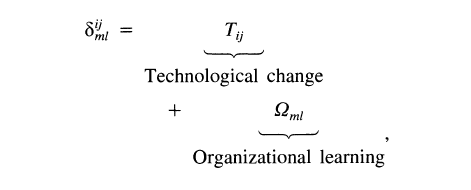 δ^{ij}_{ml} = T_{ij}
Technological change
+ Ω_{ml}
Organizational learning,